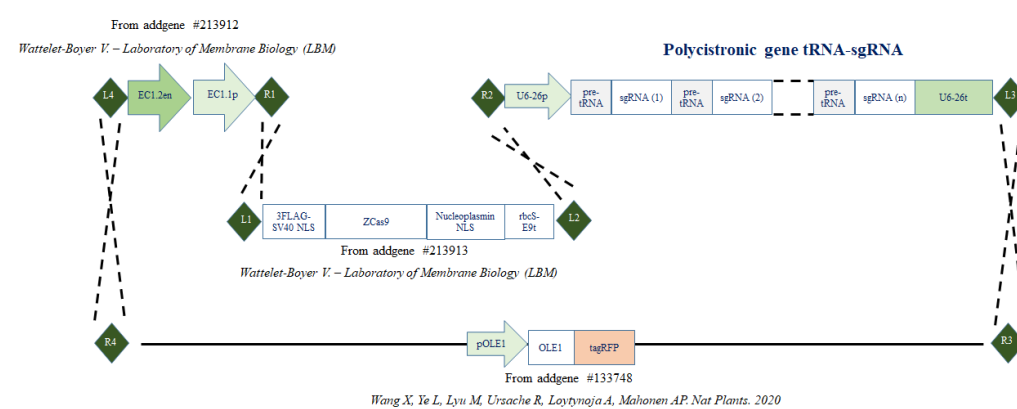 From addgene #213912
Wattelet-Boyer V. – Laboratory of Membrane Biology (LBM)
Polycistronic gene tRNA-sgRNA
L4
EC1.2en
EC1.1p
R1
R2
U6-26p
pre-
tRNA
sgRNA (1)
pre-
tRNA
sgRNA (2)
pre-
tRNA
sgRNA (n)
U6-26t
L3
L1
3FLAG-
SV40 NLS
ZCas9
Nucleoplasmin
NLS
rbcS-
E9t
L2
From addgene #213913
Wattelet-Boyer V. – Laboratory of Membrane Biology (LBM)
R4
pOLE1
OLE1
tagRFP
R3
From addgene #133748
Wang X, Ye L, Lyu M, Ursache R, Loytynoja A, Mahonen AP. Nat Plants. 2020